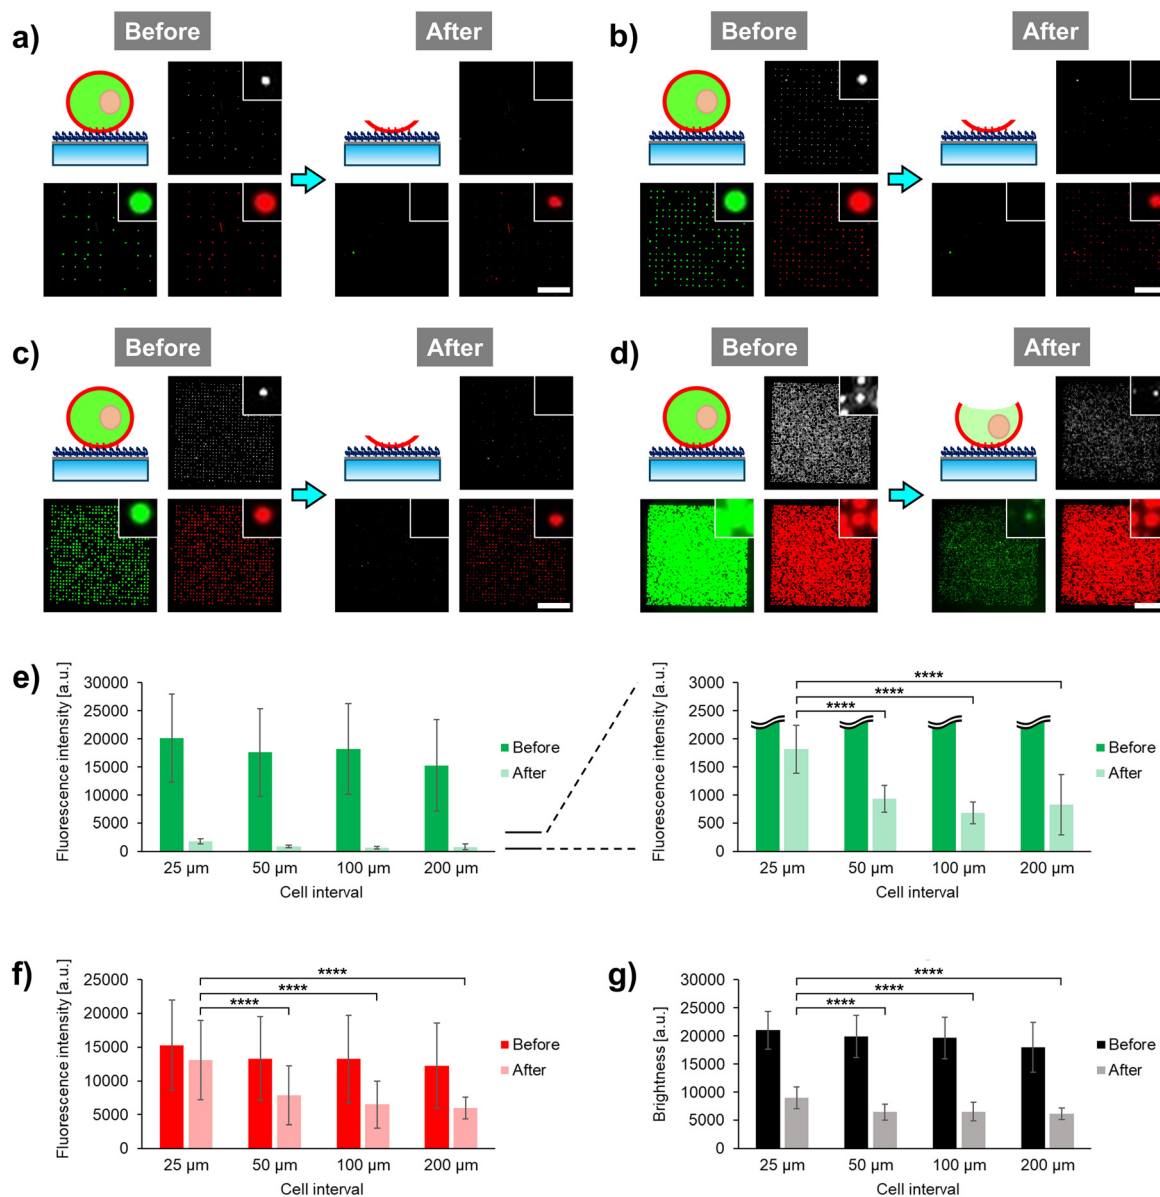 a)
Before
After
b)
Before
After
c)
Before
After
d)
Before
After
e)
Fluorescence intensity [a.u.]
30000
25000
20000
15000
10000
5000
0
25 µm
50 µm
100 µm
200 µm
Cell interval
Before
After
Fluorescence intensity [a.u.]
3000
2500
2000
1500
1000
500
0
****
****
****
25 µm
50 µm
100 µm
200 µm
Cell interval
Before
After
f)
Fluorescence intensity [a.u.]
25000
20000
15000
10000
5000
0
****
****
****
25 µm
50 µm
100 µm
200 µm
Cell interval
Before
After
g)
Brightness [a.u.]
30000
25000
20000
15000
10000
5000
0
****
****
****
25 µm
50 µm
100 µm
200 µm
Cell interval
Before
After